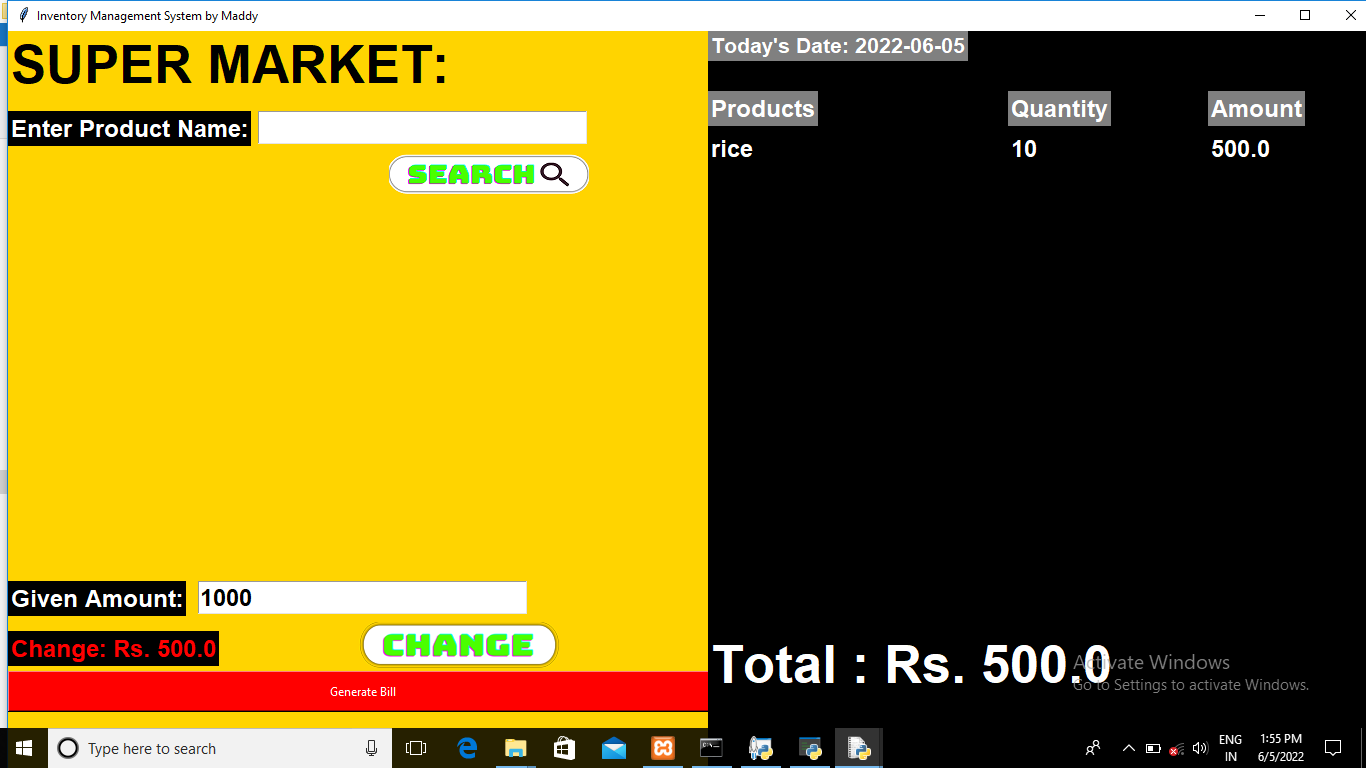 Inventory Management System by Maddy
SUPER MARKET:
Enter Product Name:
SEARCH
Given Amount: 1000
Change: Rs. 500.0
CHANGE
Generate Bill
Today's Date: 2022-06-05
Products Quantity Amount
rice 10 500.0
Total : Rs. 500.0
Activate Windows
Go to Settings to activate Windows.
Type here to search
ENG
IN
1:55 PM
6/5/2022